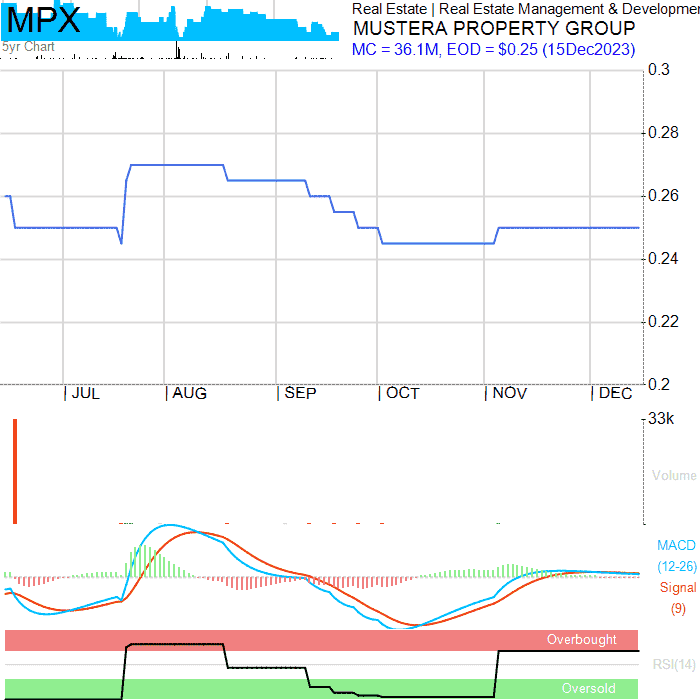 MPX
5yr Chart
Real Estate | Real Estate Management & Developmen
MUSTERA PROPERTY GROUP
MC = 36.1M, EOD = $0.25 (15Dec2023)
0.3
0.28
0.26
0.24
0.22
0.2
JUL AUG SEP OCT NOV DEC
33k
Volume
MACD
(12-26)
Signal
(9)
Overbought
RSI(14)
Oversold